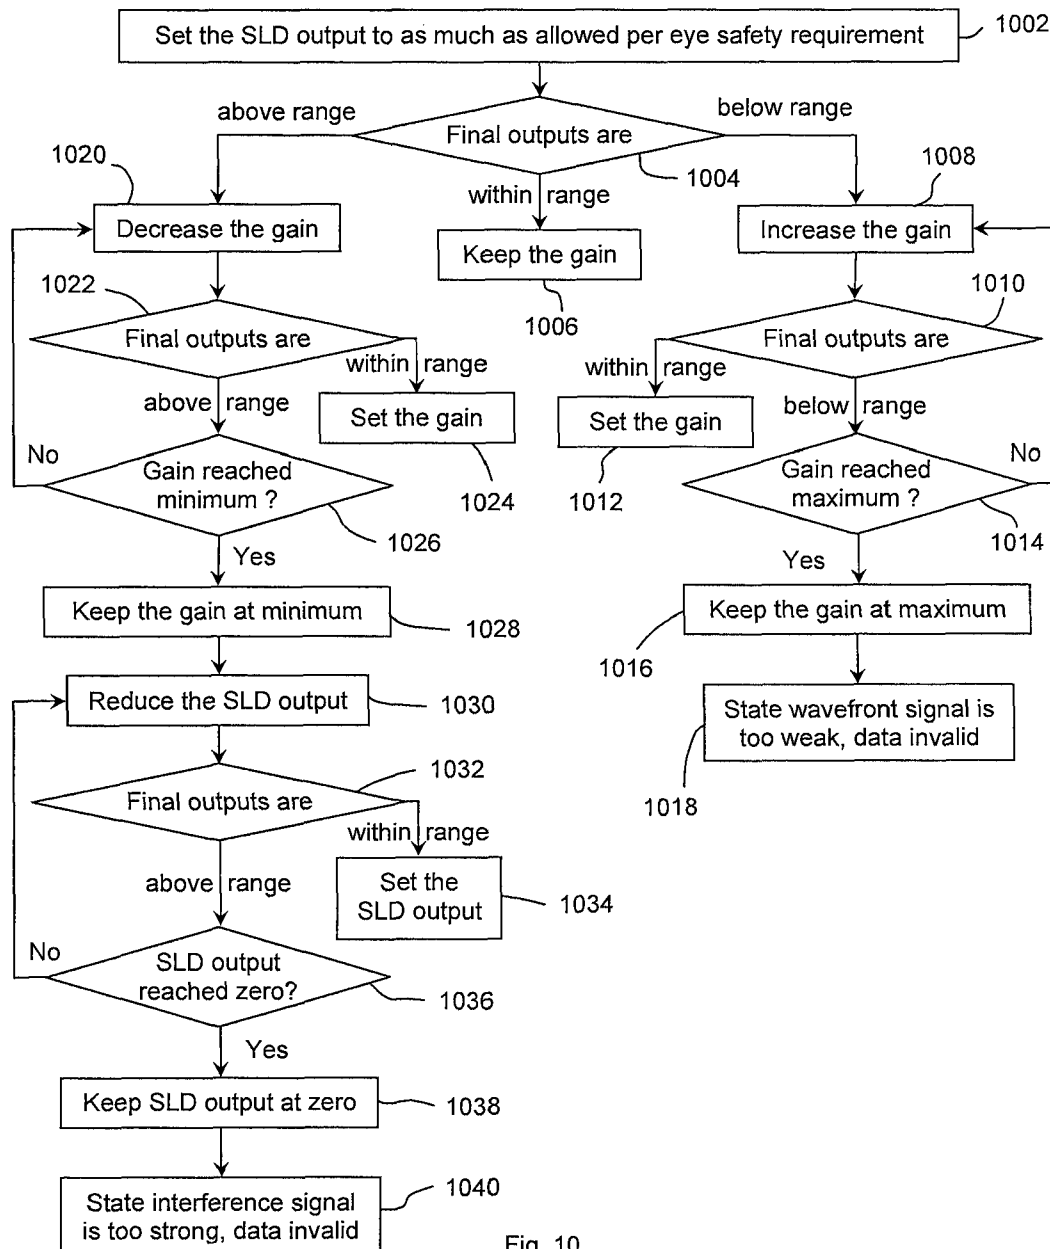 Set the SLD output to as much as allowed per eye safety requirement
1002
above range
below range
Final outputs are
1004
within range
1020
1008
Decrease the gain
Keep the gain
Increase the gain
1006
1022
1010
Final outputs are
Final outputs are
within range
within range
above range
Set the gain
Set the gain
below range
No
Gain reached
minimum ?
1024
1012
Gain reached
maximum ?
No
1026
1014
Yes
Yes
Keep the gain at minimum
1028
Keep the gain at maximum
1016
Reduce the SLD output
1030
State wavefront signal is
too weak, data invalid
1018
1032
Final outputs are
within range
above range
Set the
SLD output
1034
No
SLD output
reached zero?
1036
Yes
Keep SLD output at zero
1038
1040
State interference signal
is too strong, data invalid
Fig. 10